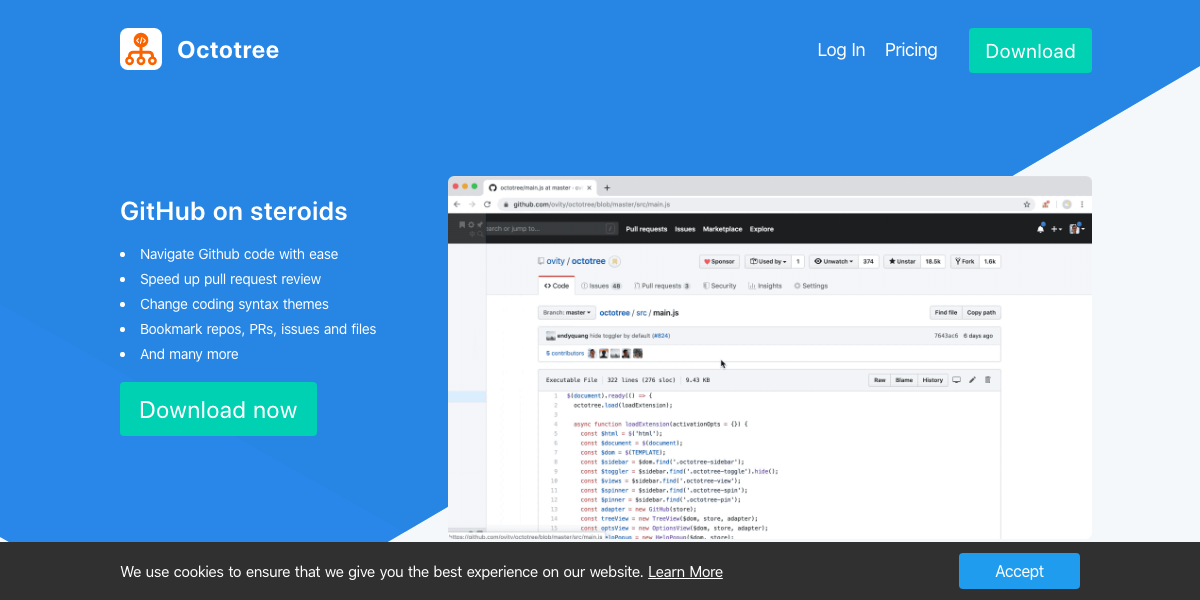 Octotree
Log In
Pricing
Download
GitHub on steroids
Navigate Github code with ease
Speed up pull request review
Change coding syntax themes
Bookmark repos, PRs, issues and files
And many more
Download now
octotree/main.js at master
github.com/ovity/octotree/blob/master/src/main.js
or jump to...
Pull requests Issues Marketplace Explore
ovity / octotree
Sponsor Used by 1 Unwatch 374 Unstar 18.5k Fork 1.6k
Code Issues 48 Pull requests 3 Security Insights Settings
Branch: master octotree / src / main.js Find file Copy path
endyquang hide toggler by default (#824) 7643ac6 6 days ago
5 contributors
Executable File 322 lines (276 sloc) 9.43 KB Raw Blame History
1 $(document).ready(() => {
2 octotree.load(loadExtension);
3
4 async function loadExtension(activationOpts = {}) {
5 const $html = $('html');
6 const $document = $(document);
7 const $dom = $(TEMPLATE);
8 const $sidebar = $dom.find('.octotree-sidebar');
9 const $toggler = $sidebar.find('.octotree-toggle').hide();
10 const $views = $sidebar.find('.octotree-view');
11 const $spinner = $sidebar.find('.octotree-spin');
12 const $pinner = $sidebar.find('.octotree-pin');
13 const adapter = new GitHub(store);
14 const treeView = new TreeView($dom, store, adapter);
15 const optsView = new OptionsView($dom, store, adapter);
= new HelpPopup($dom, store);
https://github.com/ovity/octotree/blob/master/src/main.js
We use cookies to ensure that we give you the best experience on our website. Learn More
Accept